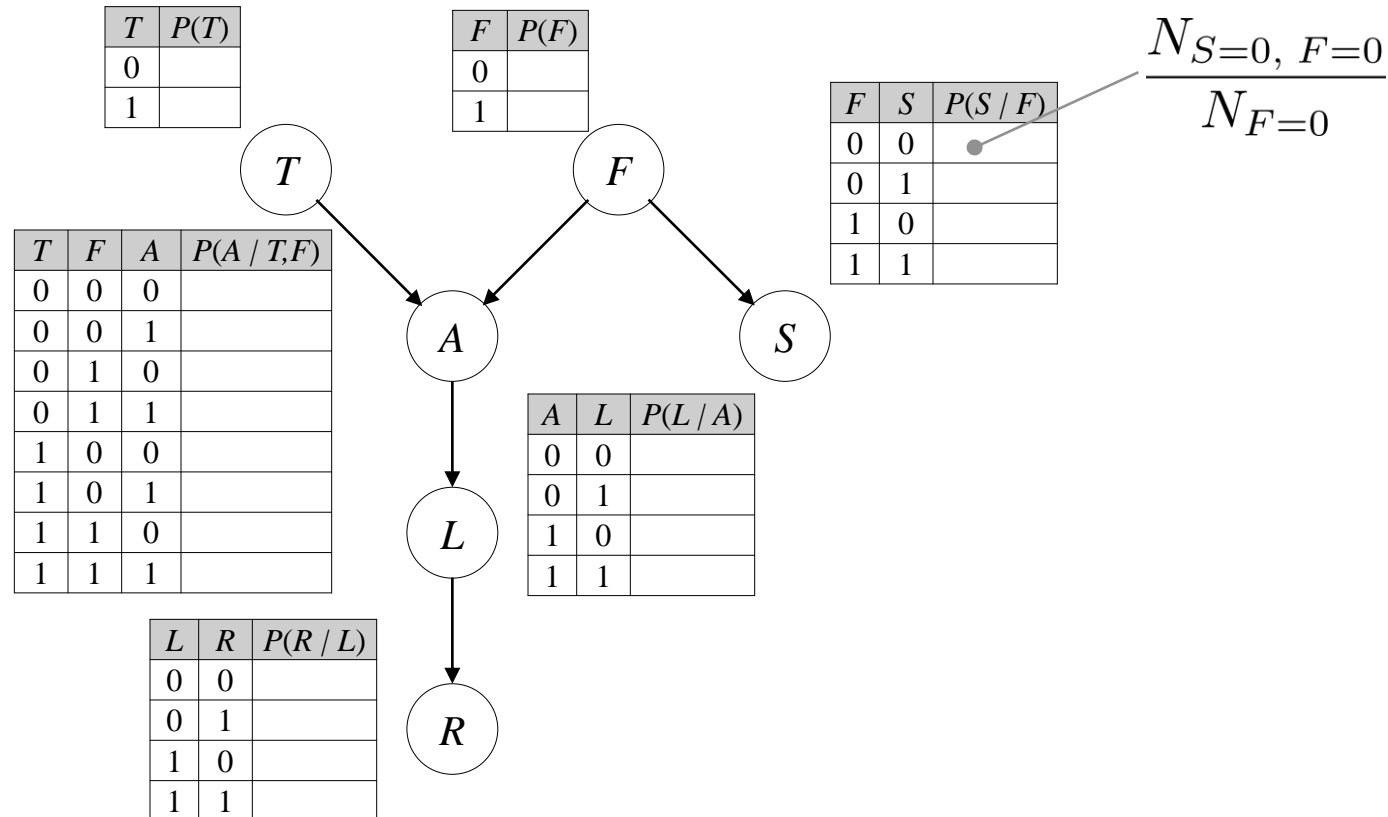 T P(T)
0
1
F P(F)
0
1
N_{S=0, F=0}
N_{F=0}
F S P(S / F)
0 0
0 1
1 0
1 1
T
F
T F A P(A / T,F)
0 0 0
0 0 1
0 1 0
0 1 1
1 0 0
1 0 1
1 1 0
1 1 1
A
S
A L P(L / A)
0 0
0 1
1 0
1 1
L
L R P(R / L)
0 0
0 1
1 0
1 1
R